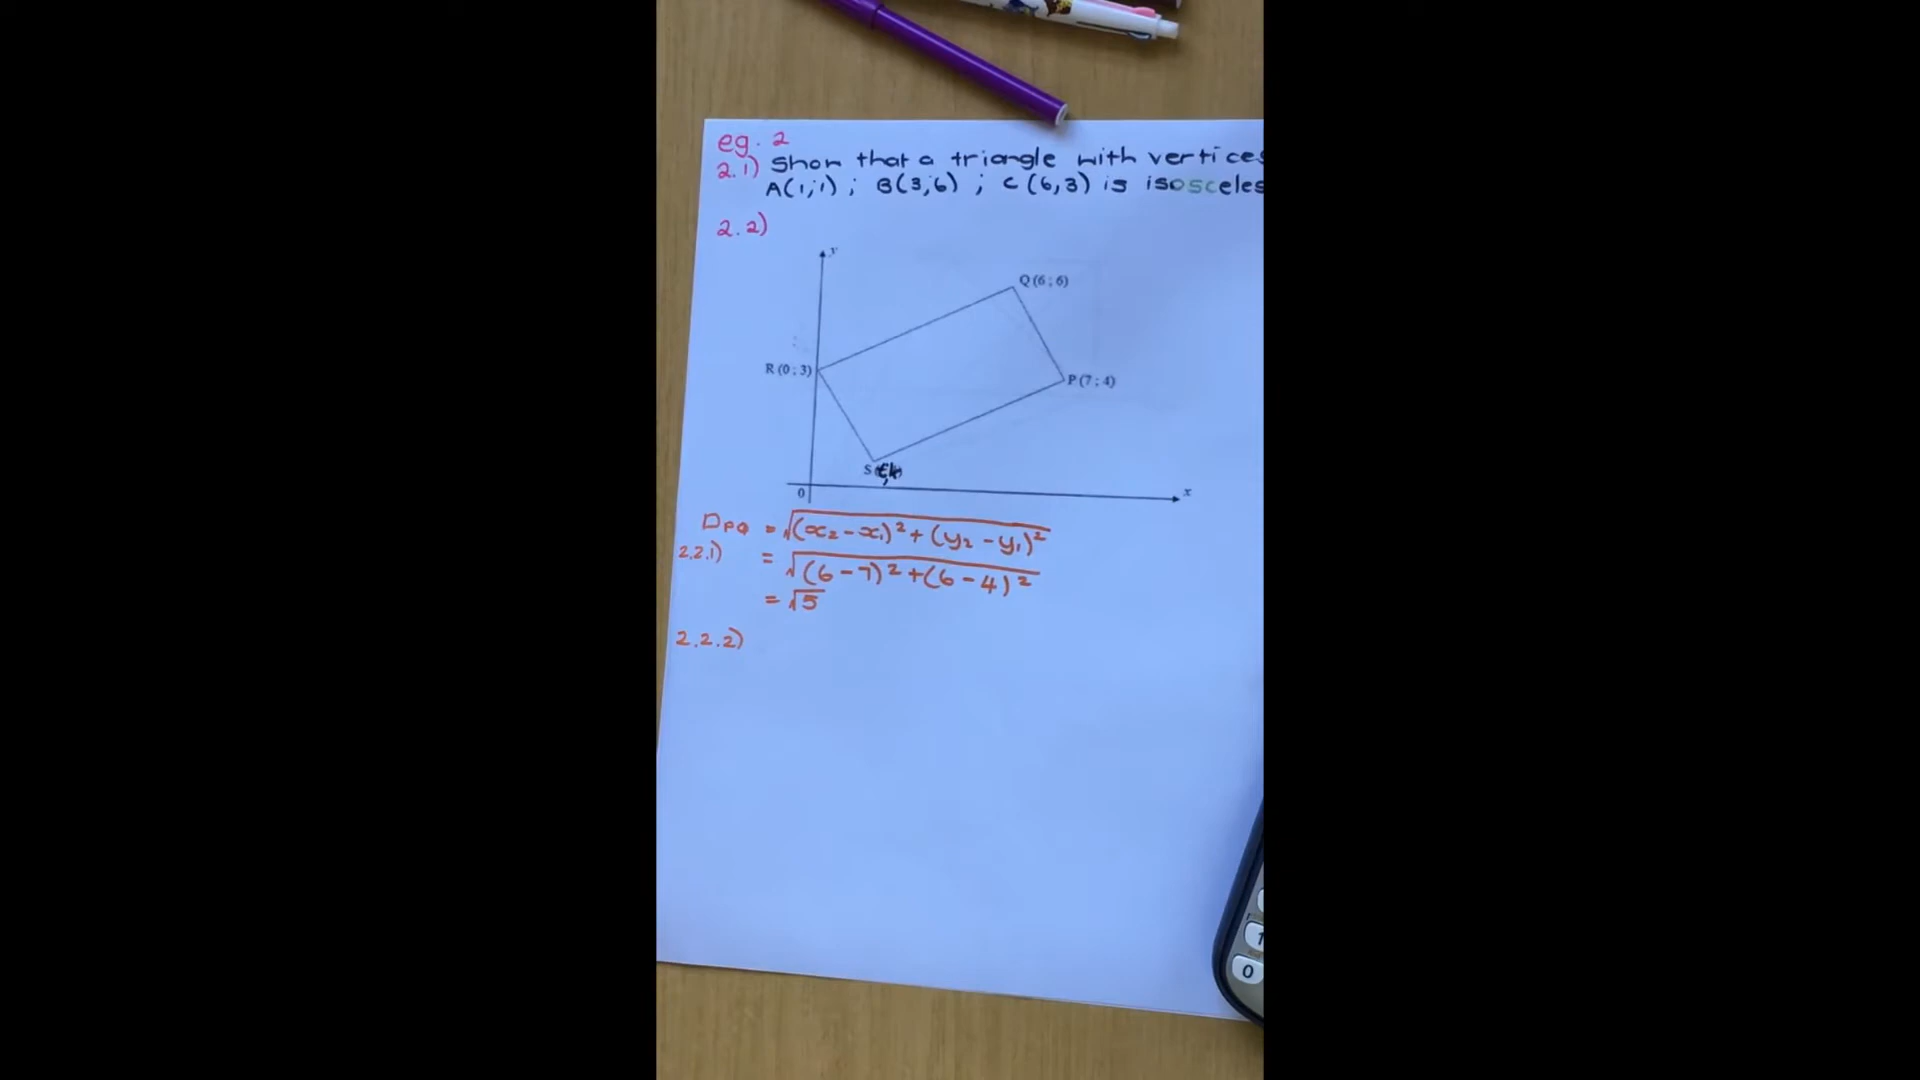 eg. 2
2.1) Show that a triangle with vertices
A(1;1) ; B(3;6) ; C(6,3) is isosceles
2.2)
y
Q (6 ; 6)
R (0 ; 3)
P (7 ; 4)
S
0
x
DPQ = √(x₂-x₁)² + (y₂-y₁)²
2.2.1) = √(6-7)² + (6-4)²
= √5
2.2.2)
0